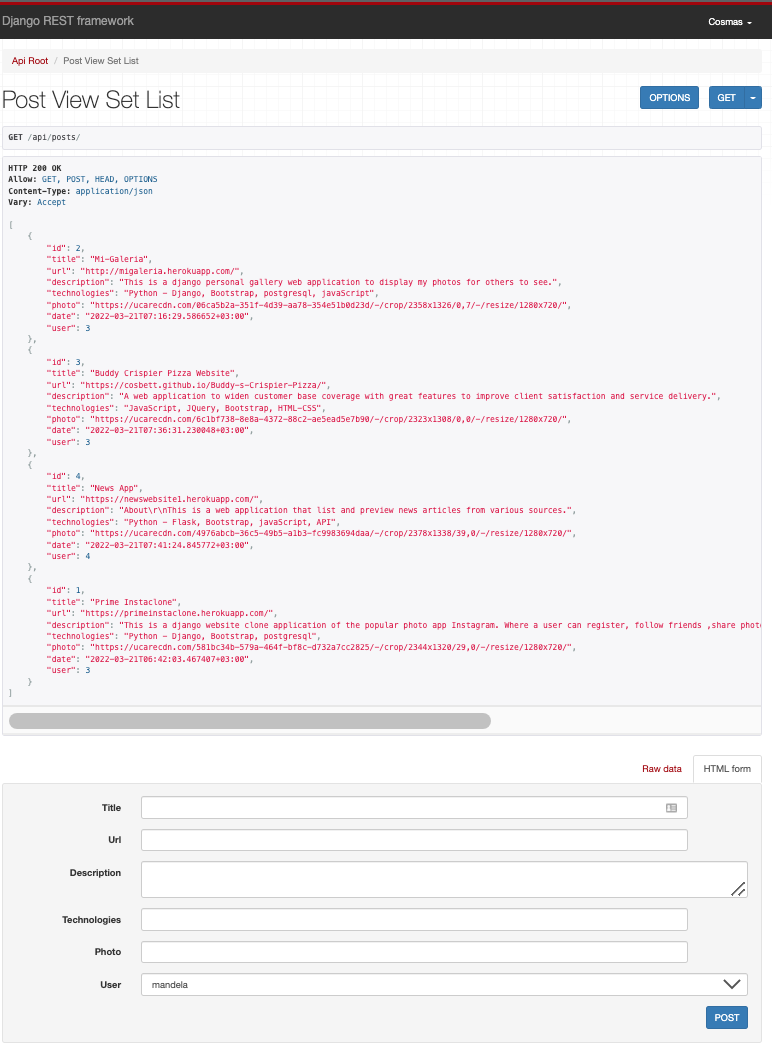 Django REST framework
Cosmas
Api Root / Post View Set List
Post View Set List
OPTIONS
GET
GET /api/posts/
HTTP 200 OK
Allow: GET, POST, HEAD, OPTIONS
Content-Type: application/json
Vary: Accept
[
{
"id": 2,
"title": "Mi-Galeria",
"url": "http://migaleria.herokuapp.com/",
"description": "This is a django personal gallery web application to display my photos for others to see.",
"technologies": "Python - Django, Bootstrap, postgresql, javaScript",
"photo": "https://ucarecdn.com/06ca5b2a-351f-4d39-aa78-354e51b0d23d/-/crop/2358x1326/0,7/-/resize/1280x720/",
"date": "2022-03-21T07:16:29.586652+03:00",
"user": 3
},
{
"id": 3,
"title": "Buddy Crispier Pizza Website",
"url": "https://cosbett.github.io/Buddy-s-Crispier-Pizza/",
"description": "A web application to widen customer base coverage with great features to improve client satisfaction and service delivery.",
"technologies": "JavaScript, JQuery, Bootstrap, HTML-CSS",
"photo": "https://ucarecdn.com/6c1bf738-8e8a-4372-88c2-ae5ead5e7b90/-/crop/2323x1308/0,0/-/resize/1280x720/",
"date": "2022-03-21T07:36:31.230048+03:00",
"user": 3
},
{
"id": 4,
"title": "News App",
"url": "https://newswebsite1.herokuapp.com/",
"description": "About\r\nThis is a web application that list and preview news articles from various sources.",
"technologies": "Python - Flask, Bootstrap, javaScript, API",
"photo": "https://ucarecdn.com/4976abcb-36c5-49b5-a1b3-fc9983694daa/-/crop/2378x1338/39,0/-/resize/1280x720/",
"date": "2022-03-21T07:41:24.845772+03:00",
"user": 4
},
{
"id": 1,
"title": "Prime Instaclone",
"url": "https://primeinstaclone.herokuapp.com/",
"description": "This is a django website clone application of the popular photo app Instagram. Where a user can register, follow friends ,share phot
"technologies": "Python - Django, Bootstrap, postgresql",
"photo": "https://ucarecdn.com/581bc34b-579a-464f-bf8c-d732a7cc2825/-/crop/2344x1320/29,0/-/resize/1280x720/",
"date": "2022-03-21T06:42:03.467407+03:00",
"user": 3
}
]
Raw data
HTML form
Title
Url
Description
Technologies
Photo
User
mandela
POST